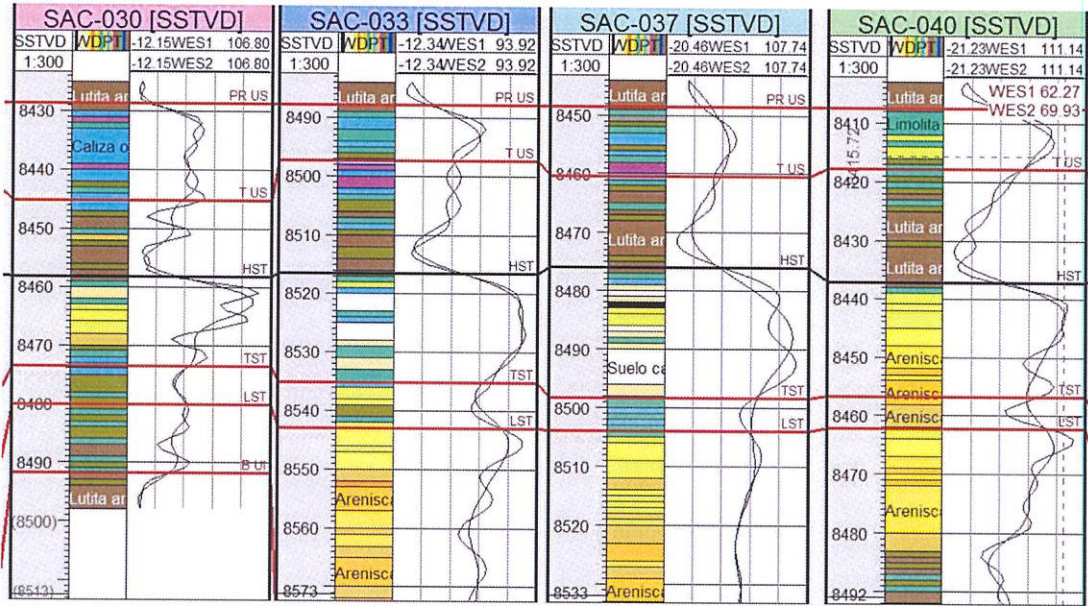 SAC-030 [SSTVD]
SSTVD WDPT -12.15WES1 106.80
1:300 -12.15WES2 106.80
Lutita ar
PR US
8430
Caliza o
8440
T US
8450
HST
8460
8470
TST
8480
LST
8490
B UI
Lutita ar
(8500)
(8513)
SAC-033 [SSTVD]
SSTVD WDPT -12.34WES1 93.92
1:300 -12.34WES2 93.92
Lutita ar
PR US
8490
T US
8500
8510
HST
8520
8530
TST
8540
LST
8550
Arenisca
8560
Arenisca
8573
SAC-037 [SSTVD]
SSTVD WDPT -20.46WES1 107.74
1:300 -20.46WES2 107.74
Lutita ar
PR US
8450
T US
8460
8470
Lutita ar
HST
8480
8490
Suelo ca
TST
8500
LST
8510
8520
8533
Arenisca
SAC-040 [SSTVD]
SSTVD WDPT -21.23WES1 111.14
1:300 -21.23WES2 111.14
Lutita ar
WES1 62.27
WES2 69.93
8410
Limolita
8415.72
T US
8420
Lutita ar
8430
Lutita ar
HST
8440
8450
Arenisca
Arenisca
TST
8460
Arenisca
LST
8470
Arenisca
8480
8492